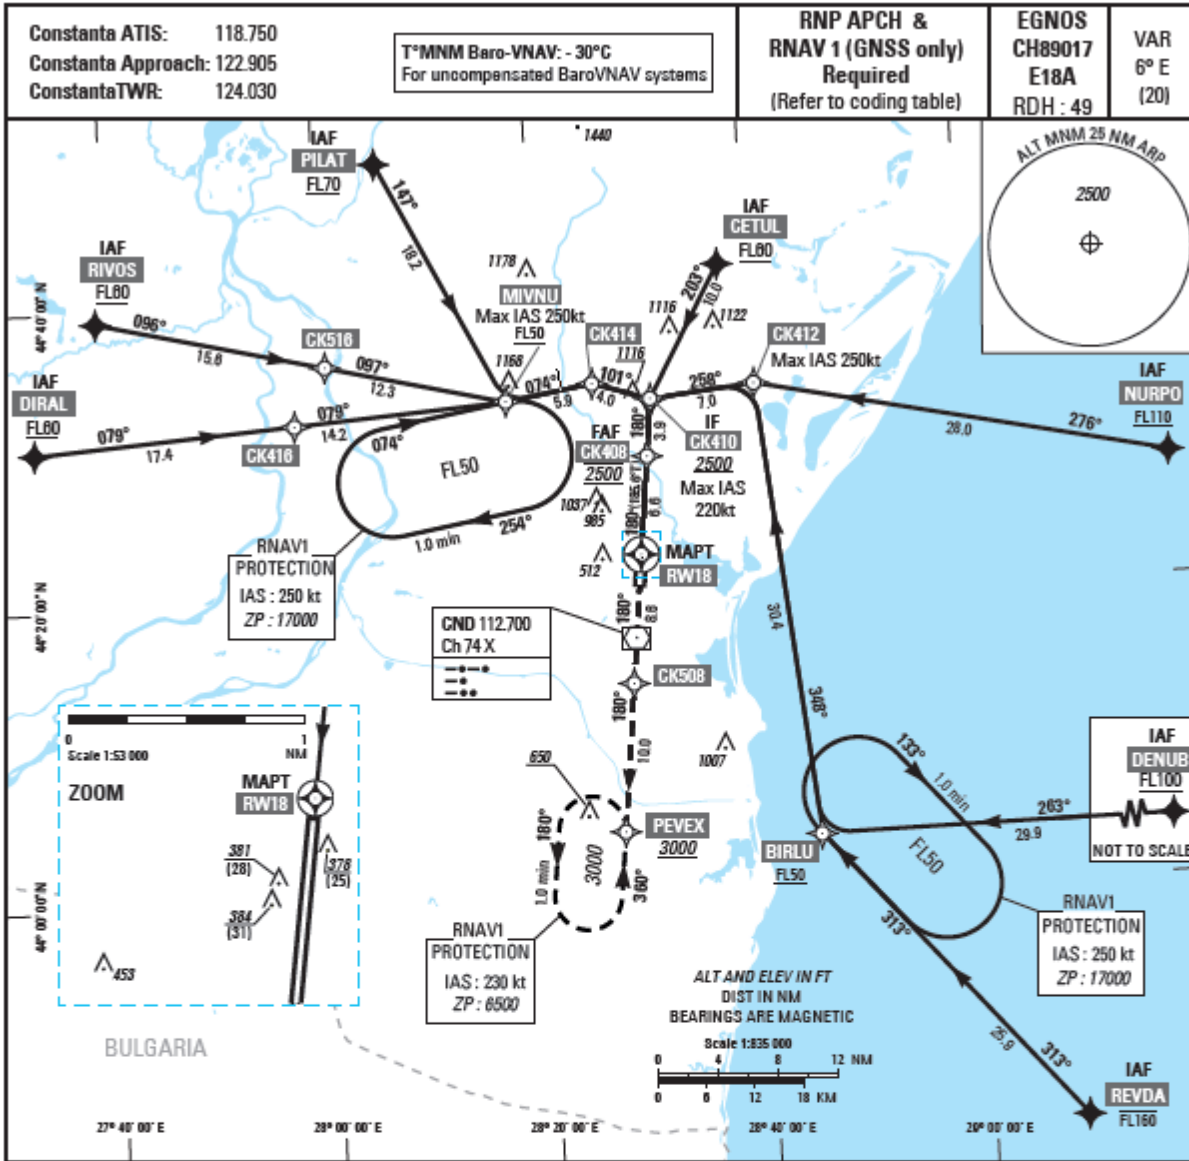 Constanta ATIS: 118.750
Constanta Approach: 122.905
ConstantaTWR: 124.030
T°MNM Baro-VNAV: - 30°C
For uncompensated BaroVNAV systems
RNP APCH &
RNAV 1 (GNSS only)
Required
(Refer to coding table)
EGNOS
CH89017
E18A
RDH : 49
VAR
6° E
(20)
1440
ALT MNM 25 NM ARP
2500
IAF
PILAT
FL70
147°
18.2
IAF
CETUL
FL80
203°
10.0
IAF
RIVOS
FL80
096°
15.6
CK516
097°
12.3
1178
MIVNU
Max IAS 250kt
FL50
1168
CK414
1116
1116
1122
CK412
Max IAS 250kt
44° 40' 00" N
IAF
DIRAL
FL60
079°
17.4
CK416
079°
14.2
074°
5.9
101°
4.0
258°
7.0
IAF
NURPO
FL110
276°
28.0
074°
FL50
254°
1.0 min
180°
3.9
FAF
CK408
2500
IF
CK410
2500
Max IAS
220kt
180°
(185.6°T)
6.6
1037
985
512
MAPT
RW18
RNAV1
PROTECTION
IAS : 250 kt
ZP : 17000
44° 20' 00" N
CND 112.700
Ch 74 X
180°
8.6
CK508
180°
10.0
30.4
348°
1007
650
180°
1.0 min
3000
360°
PEVEX
3000
RNAV1
PROTECTION
IAS : 230 kt
ZP : 6500
133°
1.0 min
FL50
313°
BIRLU
FL50
263°
29.9
IAF
DENUB
FL100
NOT TO SCALE
RNAV1
PROTECTION
IAS : 250 kt
ZP : 17000
25.9
313°
IAF
REVDA
FL160
0 1
Scale 1:53 000 NM
ZOOM
MAPT
RW18
381
(28)
378
(25)
384
(31)
453
44° 00' 00" N
BULGARIA
ALT AND ELEV IN FT
DIST IN NM
BEARINGS ARE MAGNETIC
Scale 1:835 000
0 4 8 12 NM
0 6 12 18 KM
27° 40' 00" E
28° 00' 00" E
28° 20' 00" E
28° 40' 00" E
29° 00' 00" E